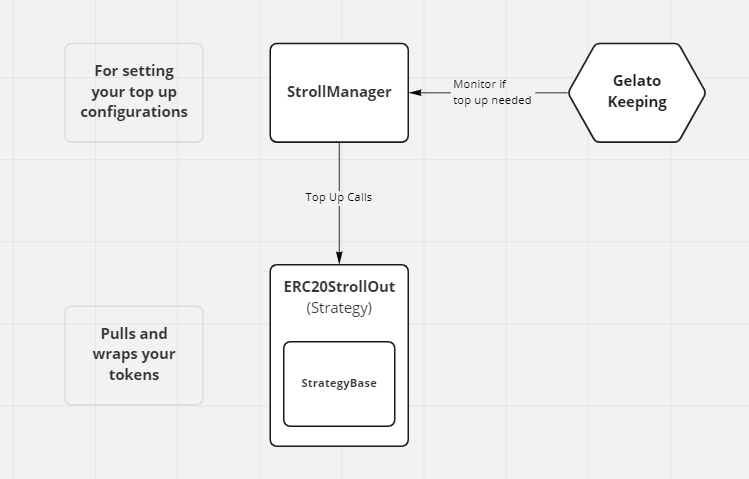 For setting
your top up
configurations
StrollManager
Monitor if
top up needed
Gelato
Keeping
Top Up Calls
ERC20StrollOut
(Strategy)
Pulls and
wraps your
tokens
StrategyBase